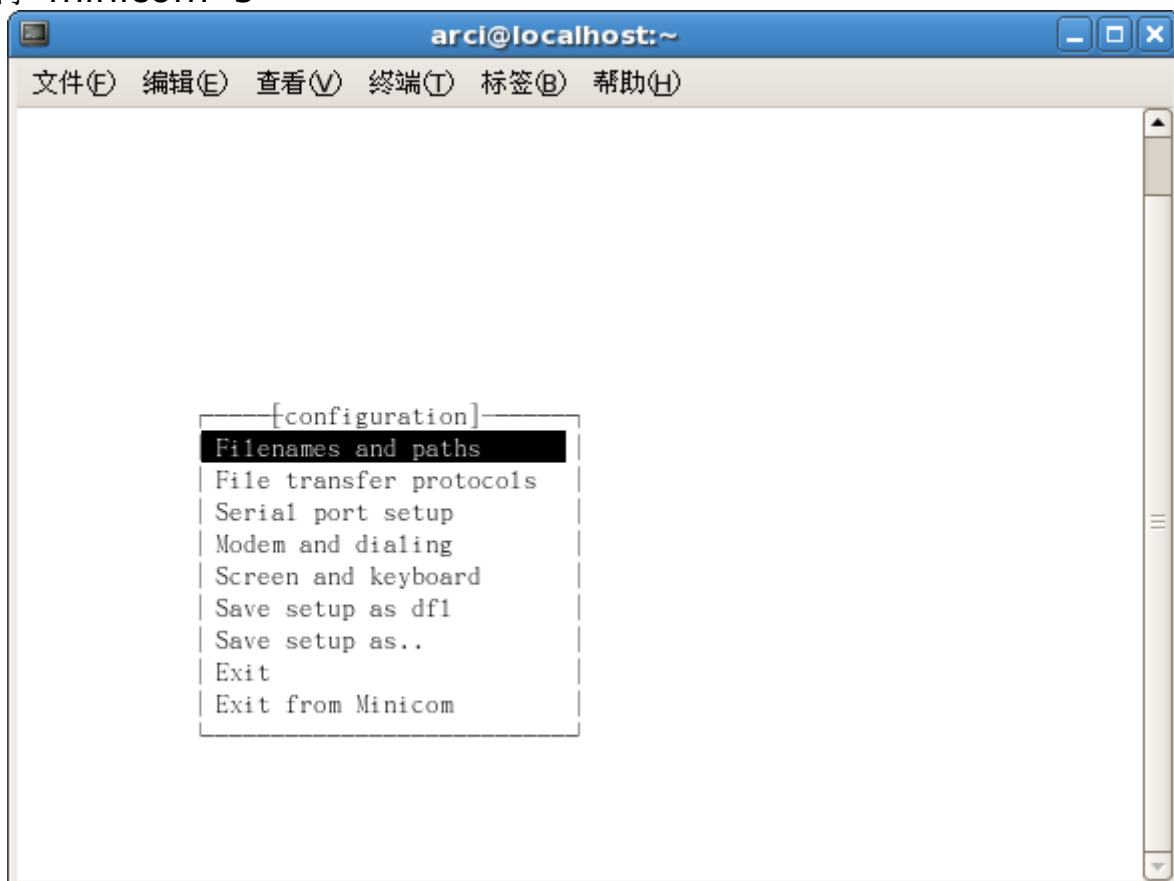 minicom -s
arci@localhost:~
文件(F) 编辑(E) 查看(V) 终端(T) 标签(B) 帮助(H)
[configuration]
Filenames and paths
File transfer protocols
Serial port setup
Modem and dialing
Screen and keyboard
Save setup as dfl
Save setup as..
Exit
Exit from Minicom